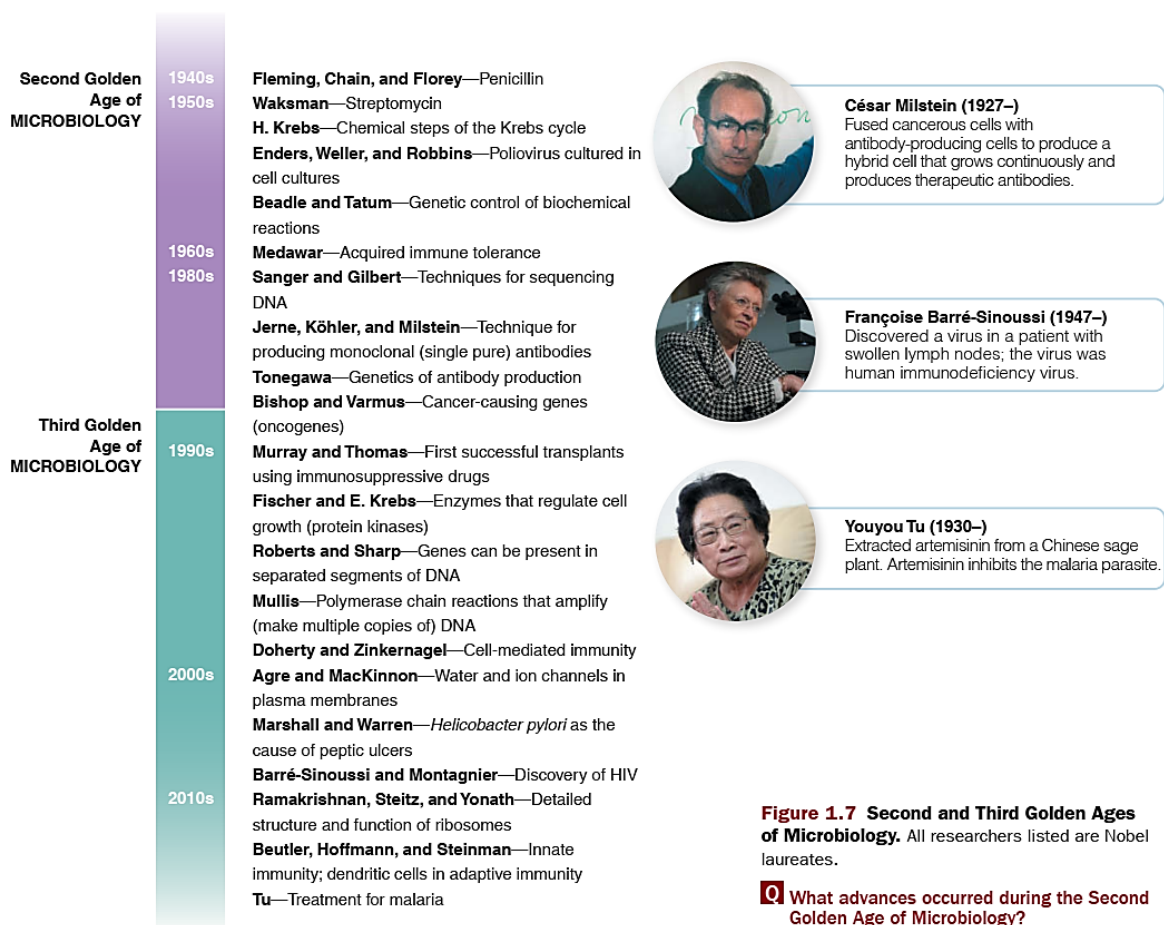 Second Golden
Age of
MICROBIOLOGY
1940s
Fleming, Chain, and Florey—Penicillin
1950s
Waksman—Streptomycin
H. Krebs—Chemical steps of the Krebs cycle
Enders, Weller, and Robbins—Poliovirus cultured in
cell cultures
Beadle and Tatum—Genetic control of biochemical
reactions
1960s
Medawar—Acquired immune tolerance
1980s
Sanger and Gilbert—Techniques for sequencing
DNA
Jerne, Köhler, and Milstein—Technique for
producing monoclonal (single pure) antibodies
Tonegawa—Genetics of antibody production
Bishop and Varmus—Cancer-causing genes
(oncogenes)
Third Golden
Age of
MICROBIOLOGY
1990s
Murray and Thomas—First successful transplants
using immunosuppressive drugs
Fischer and E. Krebs—Enzymes that regulate cell
growth (protein kinases)
Roberts and Sharp—Genes can be present in
separated segments of DNA
Mullis—Polymerase chain reactions that amplify
(make multiple copies of) DNA
Doherty and Zinkernagel—Cell-mediated immunity
2000s
Agre and MacKinnon—Water and ion channels in
plasma membranes
Marshall and Warren—Helicobacter pylori as the
cause of peptic ulcers
Barré-Sinoussi and Montagnier—Discovery of HIV
2010s
Ramakrishnan, Steitz, and Yonath—Detailed
structure and function of ribosomes
Beutler, Hoffmann, and Steinman—Innate
immunity; dendritic cells in adaptive immunity
Tu—Treatment for malaria
César Milstein (1927–)
Fused cancerous cells with
antibody-producing cells to produce a
hybrid cell that grows continuously and
produces therapeutic antibodies.
Françoise Barré-Sinoussi (1947–)
Discovered a virus in a patient with
swollen lymph nodes; the virus was
human immunodeficiency virus.
Youyou Tu (1930–)
Extracted artemisinin from a Chinese sage
plant. Artemisinin inhibits the malaria parasite.
Figure 1.7 Second and Third Golden Ages
of Microbiology. All researchers listed are Nobel
laureates.
Q What advances occurred during the Second
Golden Age of Microbiology?